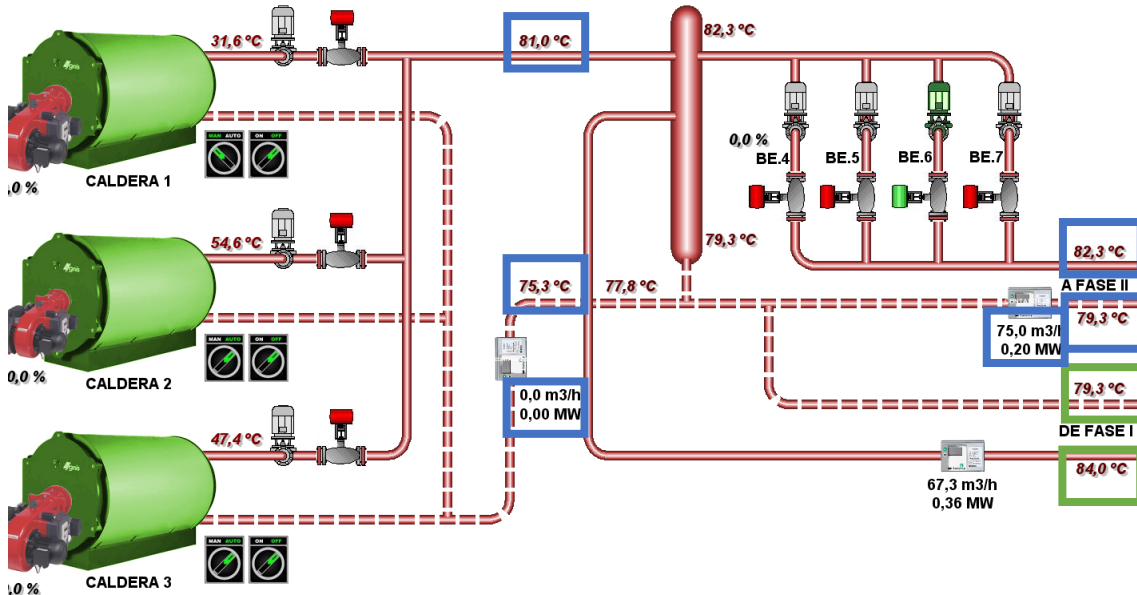 31,6 ºC
81,0 ºC
82,3 ºC
MAN AUTO
ON OFF
0,0 %
BE.4
BE.5
BE.6
BE.7
,0 %
CALDERA 1
54,6 ºC
79,3 ºC
82,3 ºC
A FASE II
75,3 ºC
77,8 ºC
79,3 ºC
75,0 m3/h
0,20 MW
MAN AUTO
ON OFF
0,0 %
CALDERA 2
0,0 m3/h
0,00 MW
79,3 ºC
DE FASE I
47,4 ºC
84,0 ºC
67,3 m3/h
0,36 MW
MAN AUTO
ON OFF
CALDERA 3
,0 %